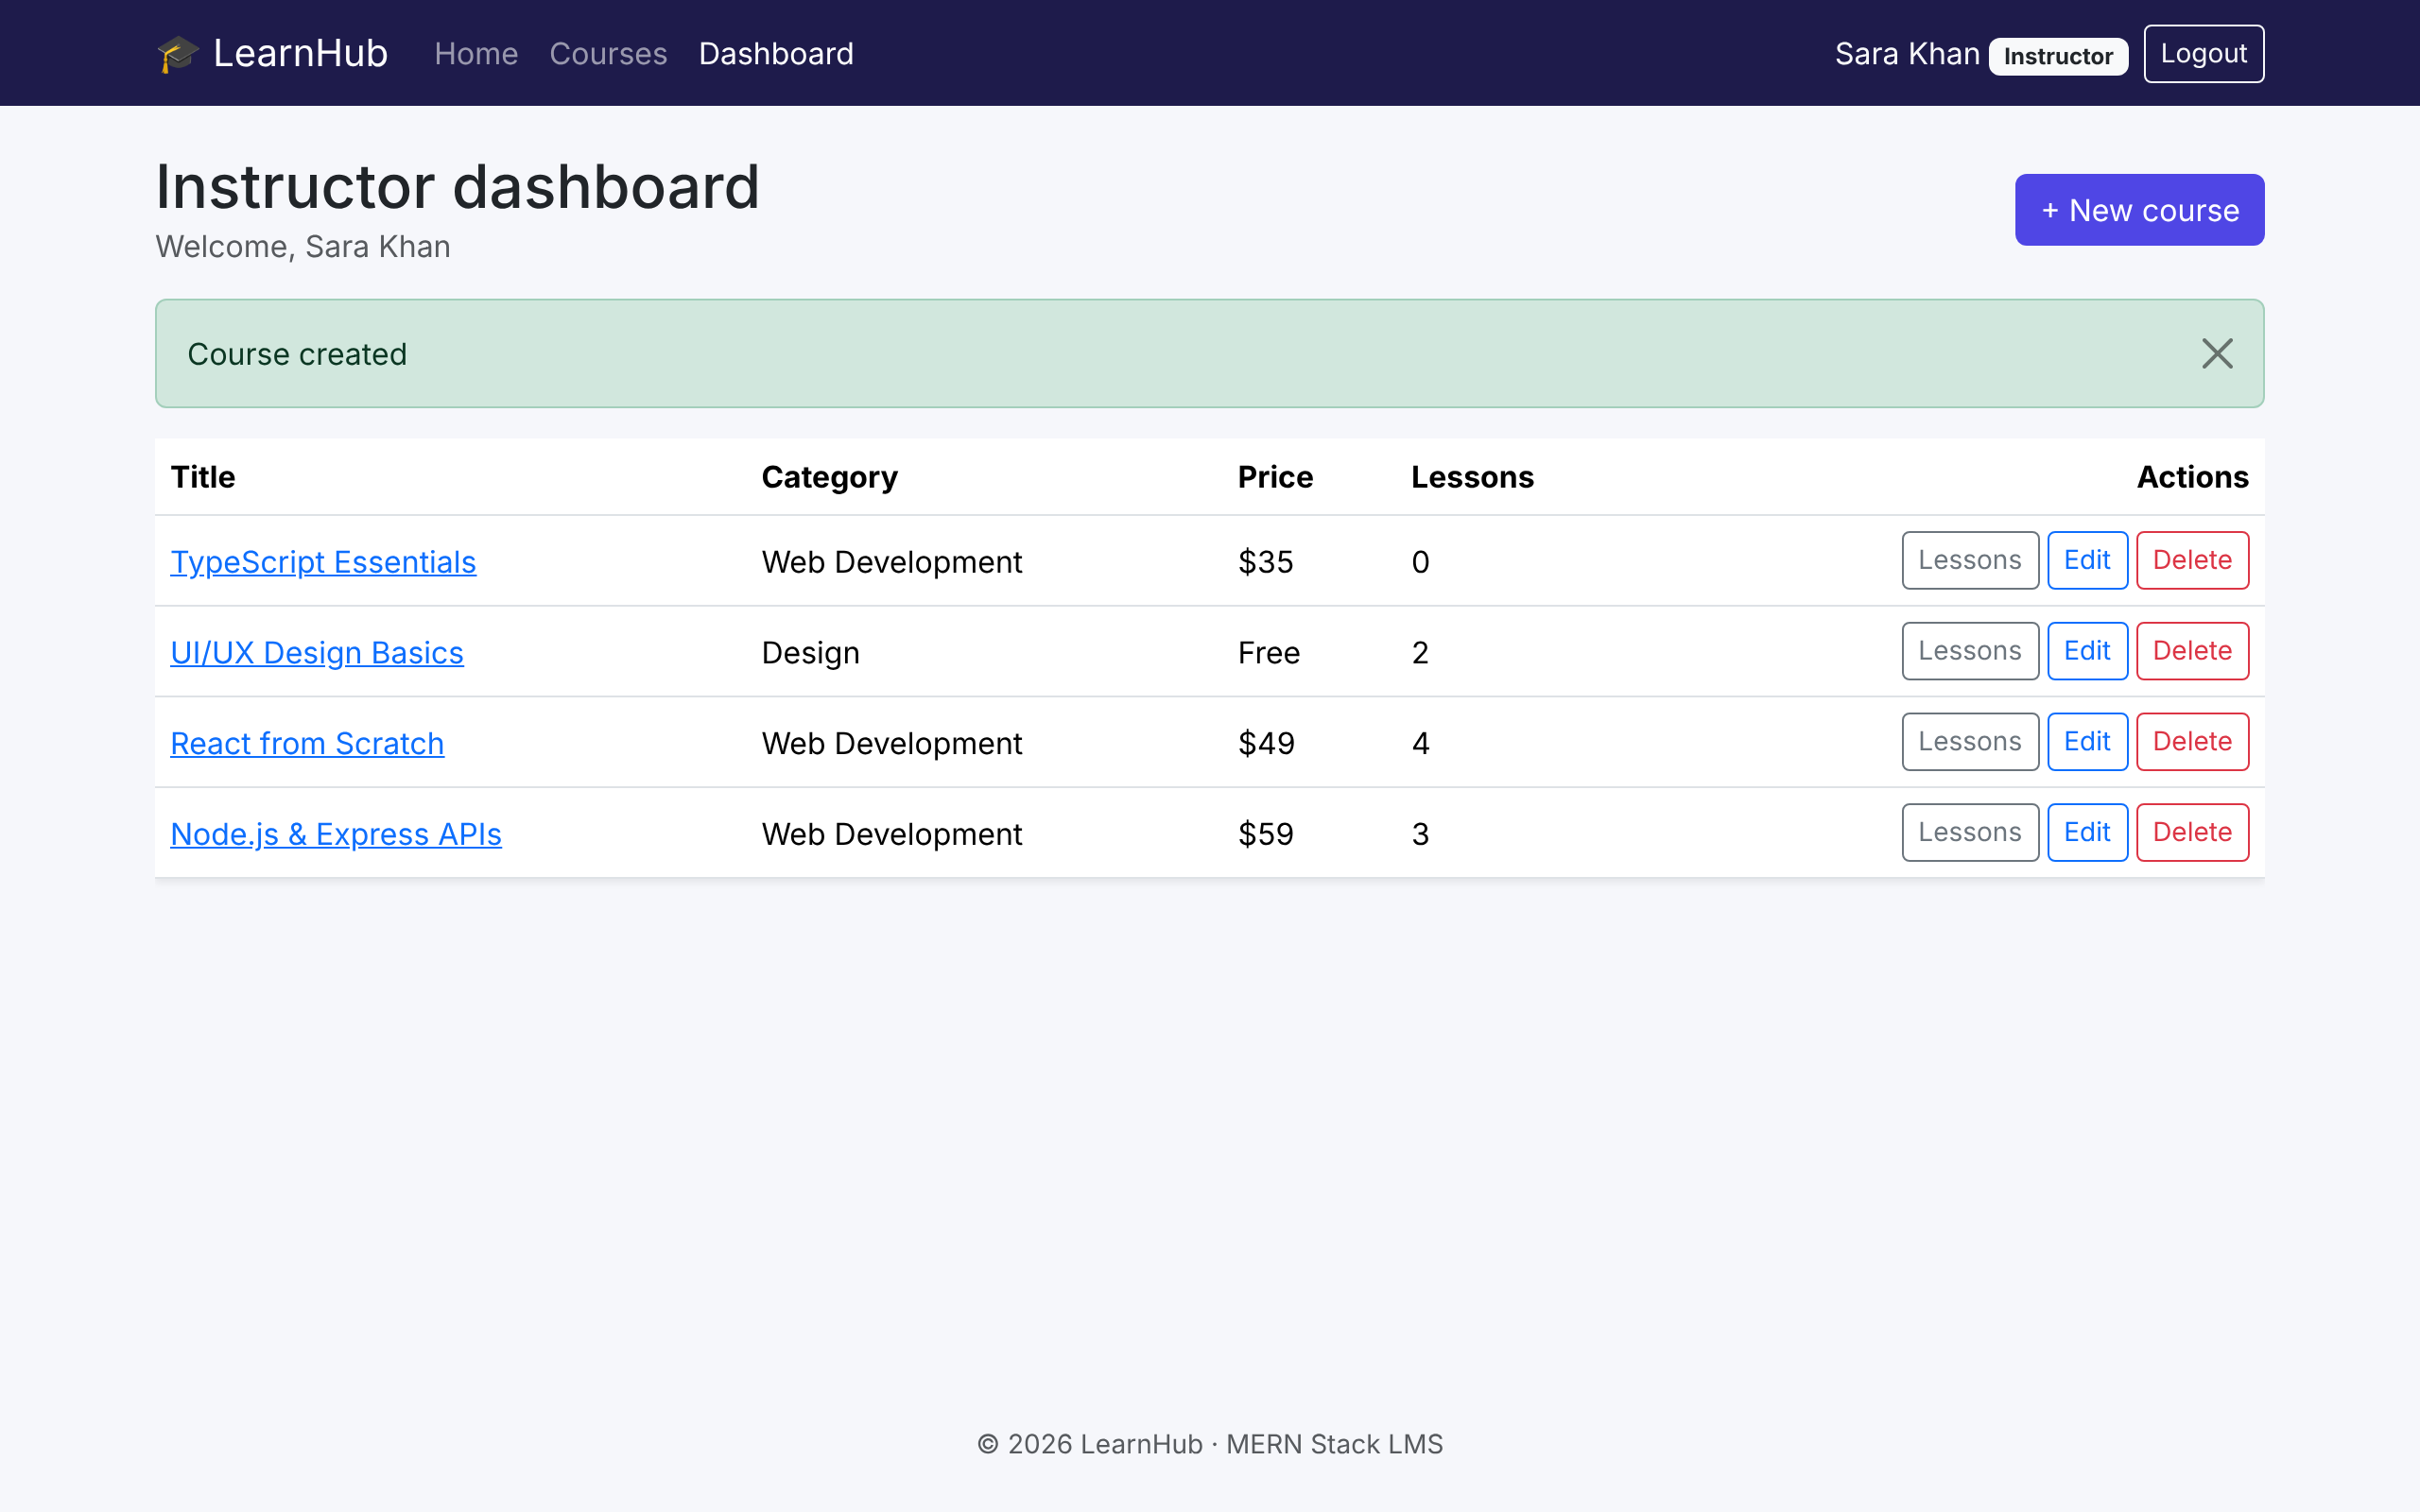 🎓 LearnHub Home Courses Dashboard Sara Khan Instructor Logout
Instructor dashboard
+ New course
Welcome, Sara Khan
Course created
Title Category Price Lessons Actions
TypeScript Essentials Web Development $35 0 Lessons Edit Delete
UI/UX Design Basics Design Free 2 Lessons Edit Delete
React from Scratch Web Development $49 4 Lessons Edit Delete
Node.js & Express APIs Web Development $59 3 Lessons Edit Delete
© 2026 LearnHub · MERN Stack LMS